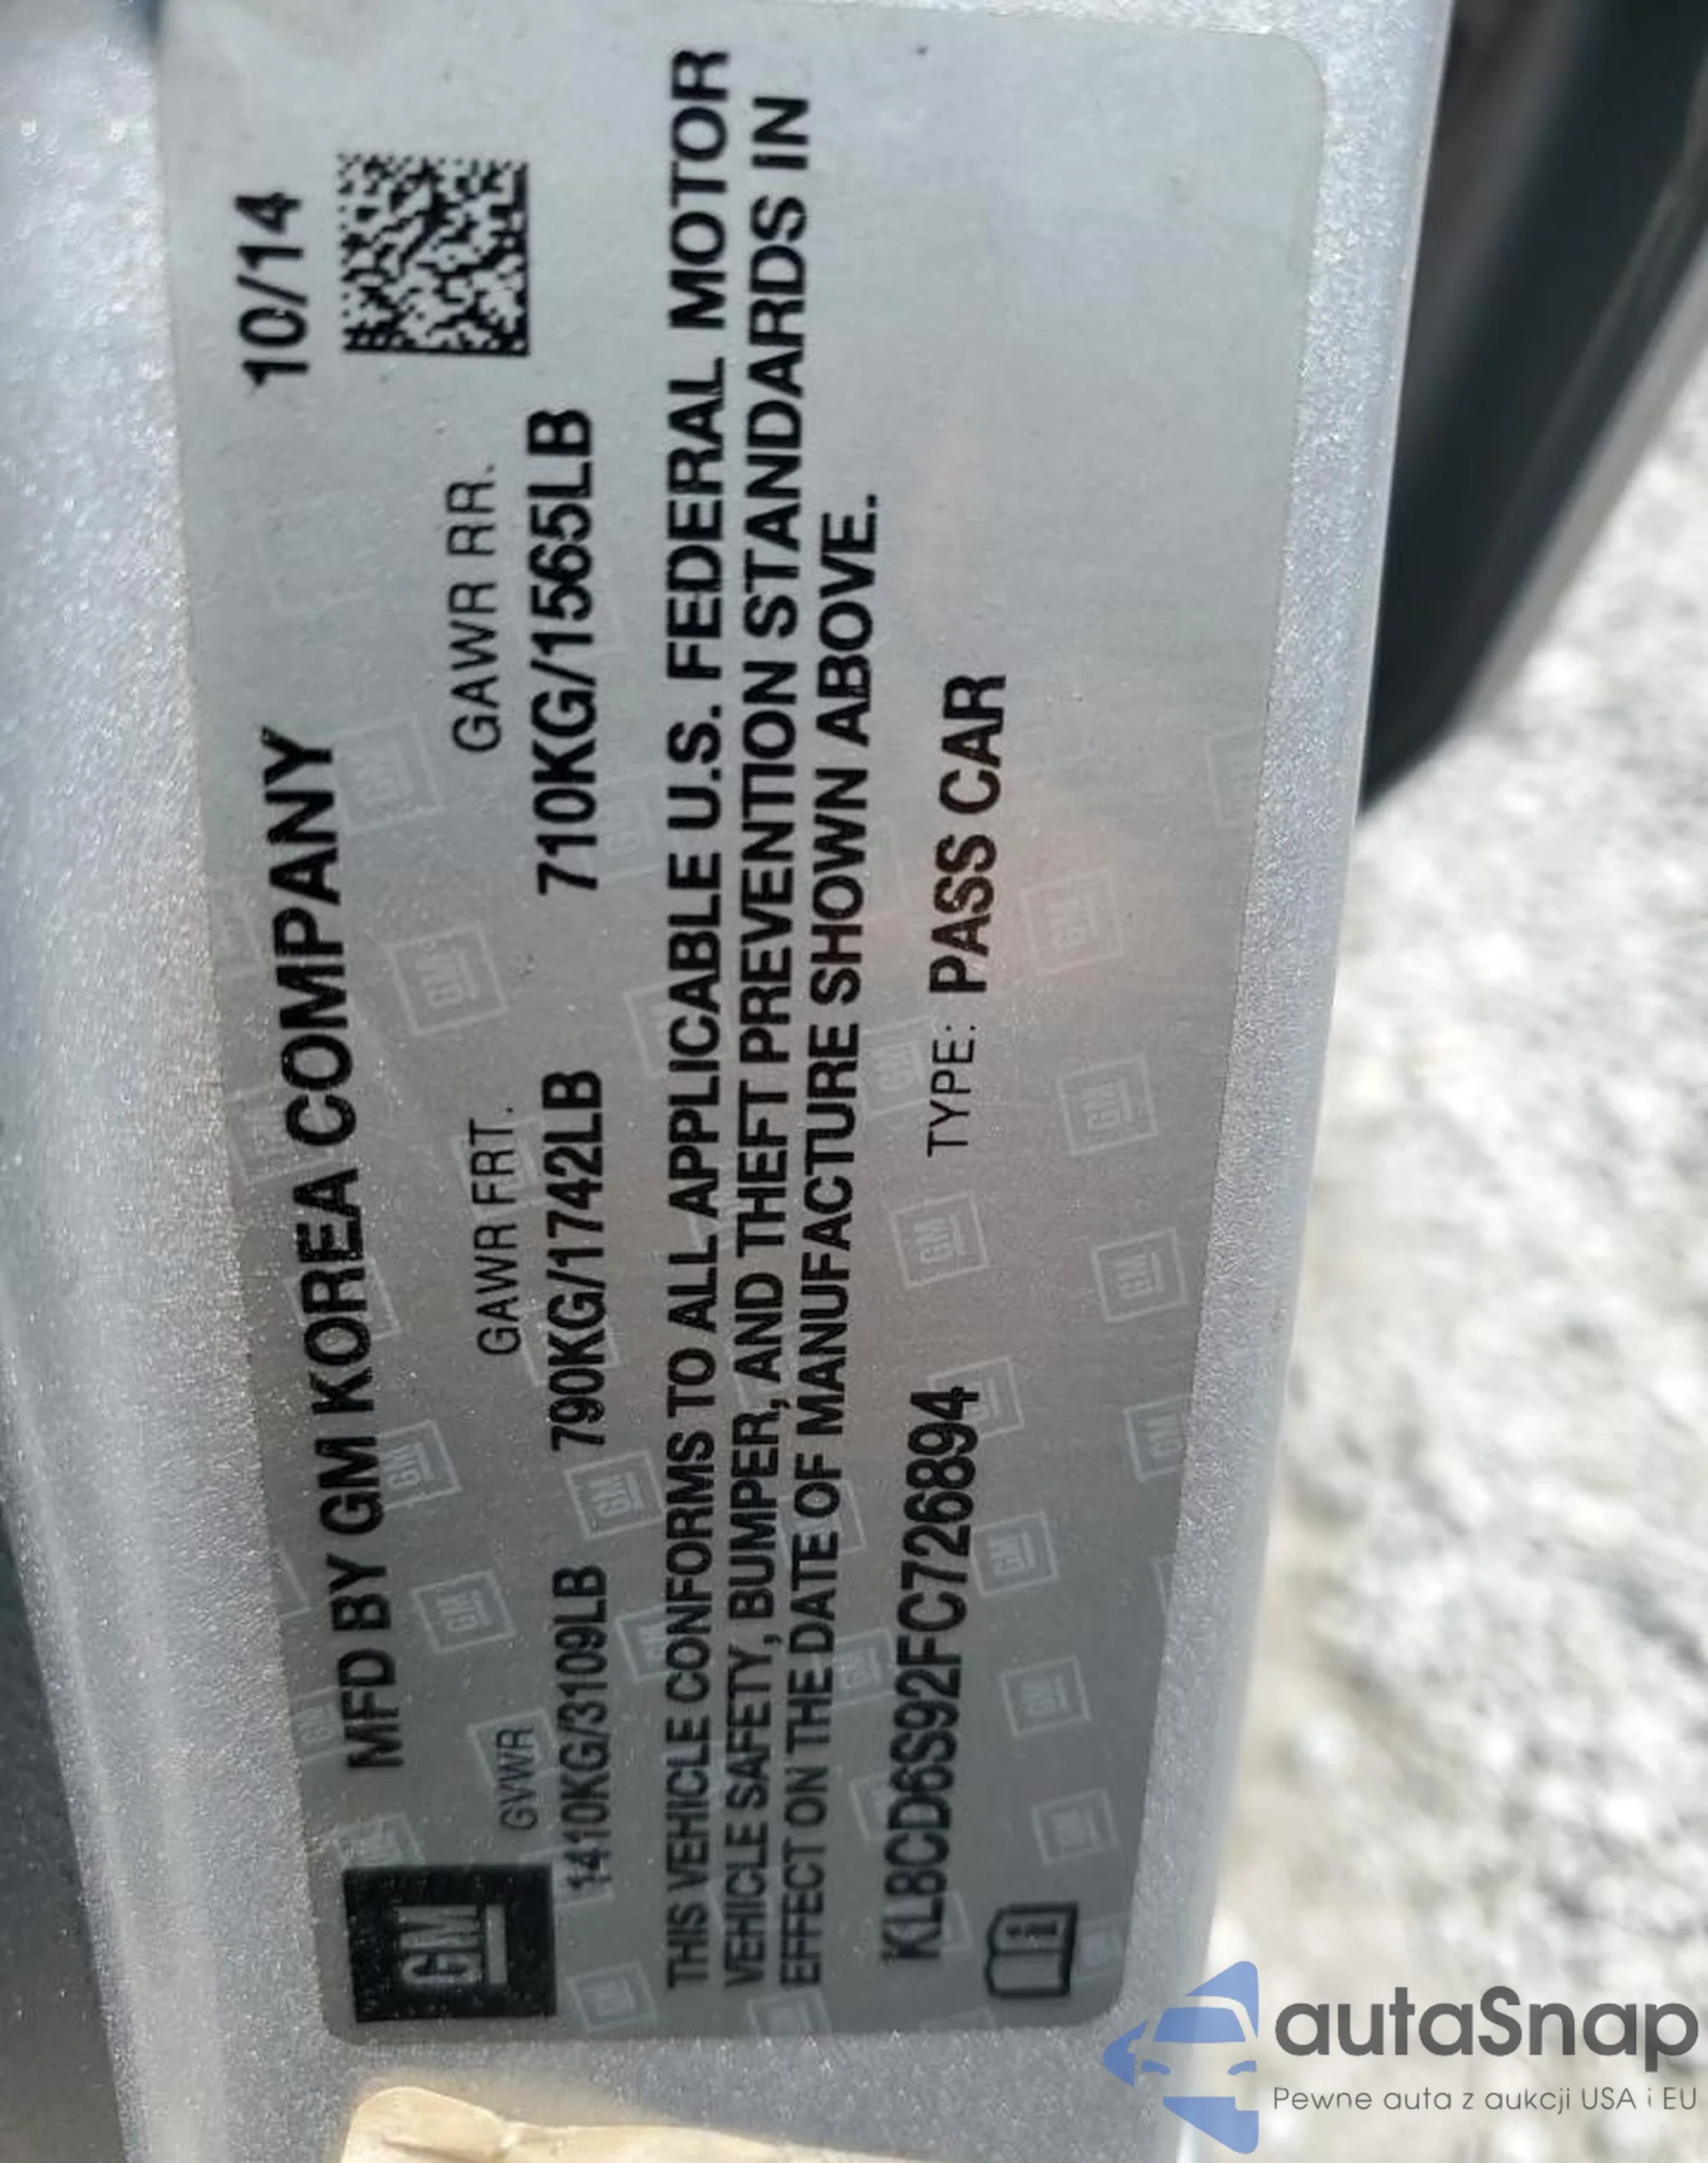 GM
MFD BY GM KOREA COMPANY 10/14
GVWR GAWR FRT. GAWR RR.
1410KG/3109LB 790KG/1742LB 710KG/1565LB
THIS VEHICLE CONFORMS TO ALL APPLICABLE U.S. FEDERAL MOTOR
VEHICLE SAFETY, BUMPER, AND THEFT PREVENTION STANDARDS IN
EFFECT ON THE DATE OF MANUFACTURE SHOWN ABOVE.
KL8CD6S92FC726894 TYPE: PASS CAR
autaSnap
Pewne auta z aukcji USA i EU